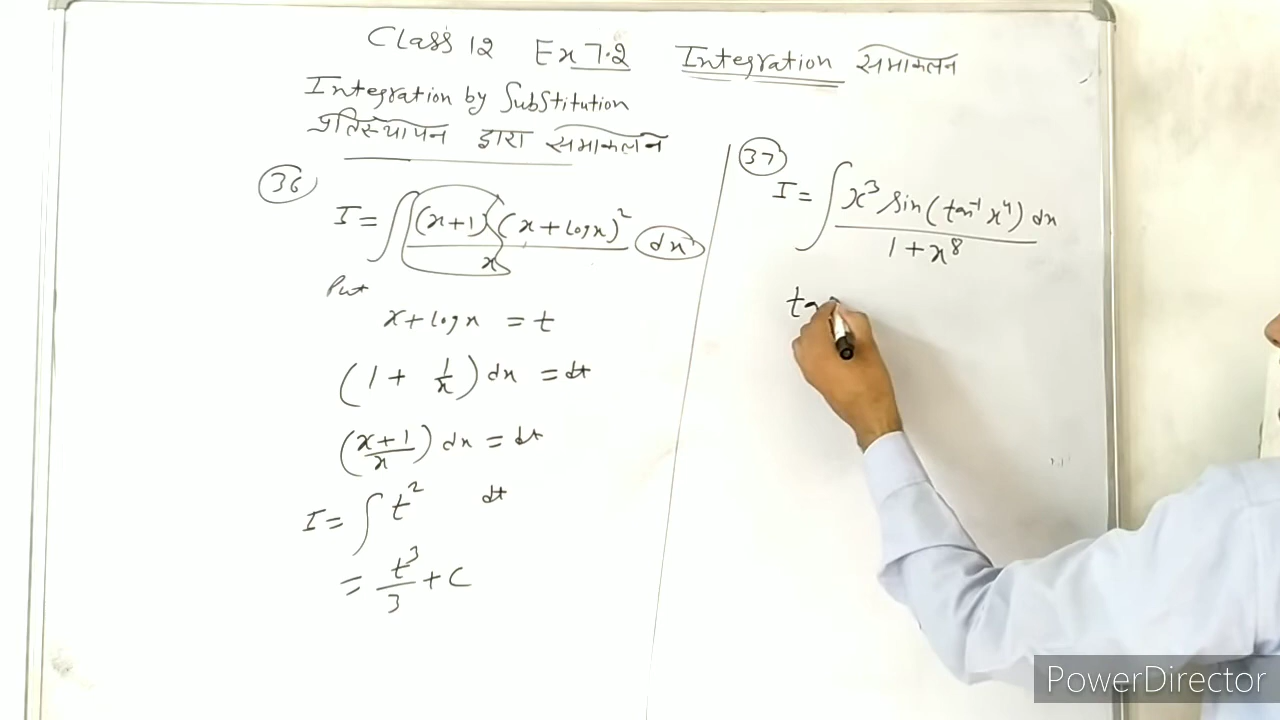 Class 12 Ex 7.2 Integration समाकलन
Integration by Substitution
प्रतिस्थापन द्वारा समाकलन
36
I = ∫ (x+1)(x+logx)² / x dx
Put
x+logx = t
(1 + 1/x) dx = dt
(x+1/x) dx = dt
I = ∫ t² dt
= t³/3 + C
37
I = ∫ x³ sin(tan⁻¹ x⁴) dx / 1+x⁸
PowerDirector